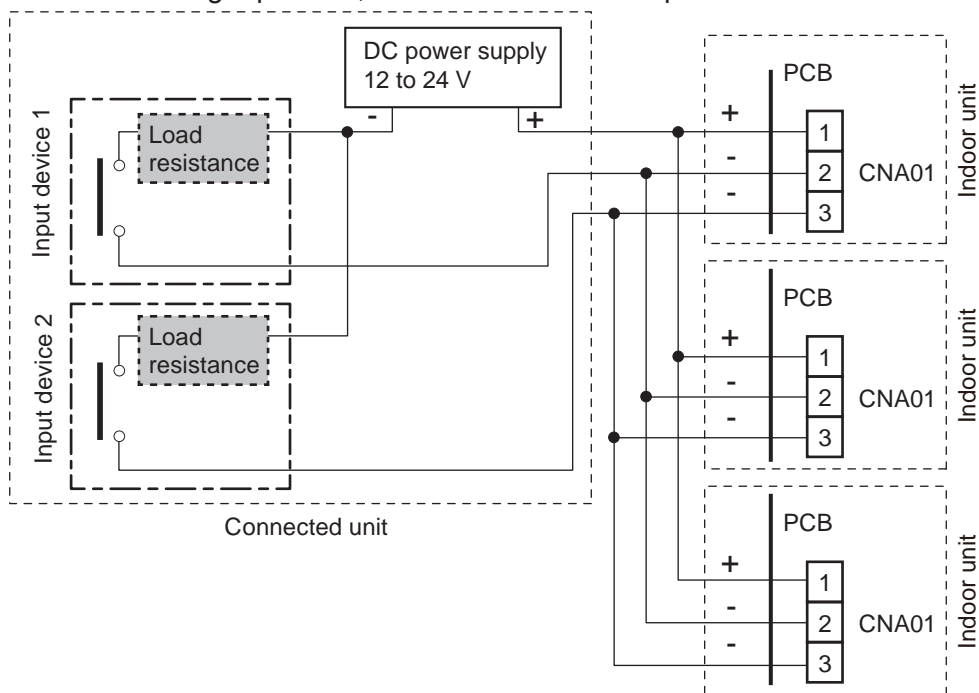 DC power supply
12 to 24 V
-
+
Input device 1
Load
resistance
Input device 2
Load
resistance
Connected unit
PCB
+
-
-
1
2
3
CNA01
Indoor unit
PCB
+
-
-
1
2
3
CNA01
Indoor unit
PCB
+
-
-
1
2
3
CNA01
Indoor unit